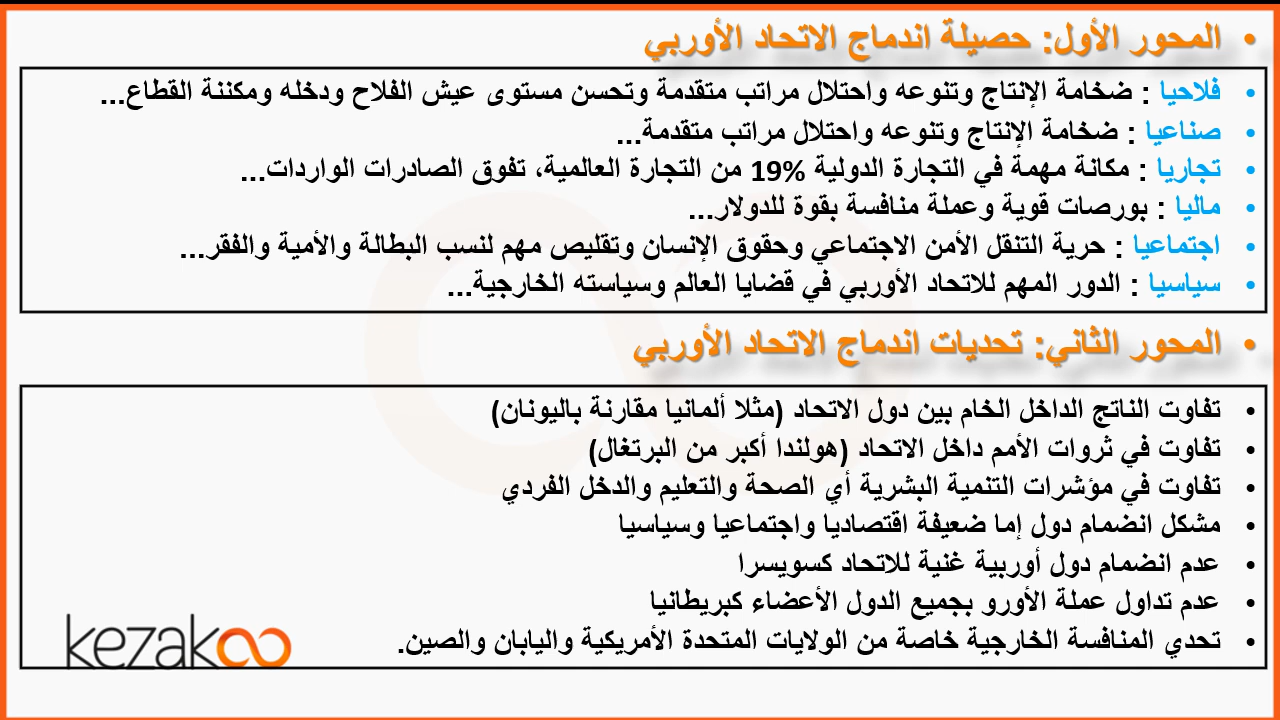 • المحور الأول: حصيلة اندماج الاتحاد الأوربي
• فلاحيا : ضخامة الإنتاج وتنوعه واحتلال مراتب متقدمة وتحسن مستوى عيش الفلاح ودخله ومكننة القطاع...
• صناعيا : ضخامة الإنتاج وتنوعه واحتلال مراتب متقدمة...
• تجاريا : مكانة مهمة في التجارة الدولية 19% من التجارة العالمية، تفوق الصادرات الواردات...
• ماليا : بورصات قوية وعملة منافسة بقوة للدولار...
• اجتماعيا : حرية التنقل الأمن الاجتماعي وحقوق الإنسان وتقليص مهم لنسب البطالة والأمية والفقر...
• سياسيا : الدور المهم للاتحاد الأوربي في قضايا العالم وسياسته الخارجية...
• المحور الثاني: تحديات اندماج الاتحاد الأوربي
• تفاوت الناتج الداخل الخام بين دول الاتحاد (مثلا ألمانيا مقارنة باليونان)
• تفاوت في ثروات الأمم داخل الاتحاد (هولندا أكبر من البرتغال)
• تفاوت في مؤشرات التنمية البشرية أي الصحة والتعليم والدخل الفردي
• مشكل انضمام دول إما ضعيفة اقتصاديا واجتماعيا وسياسيا
• عدم انضمام دول أوربية غنية للاتحاد كسويسرا
• عدم تداول عملة الأورو بجميع الدول الأعضاء كبريطانيا
• تحدي المنافسة الخارجية خاصة من الولايات المتحدة الأمريكية واليابان والصين.
kezakoo